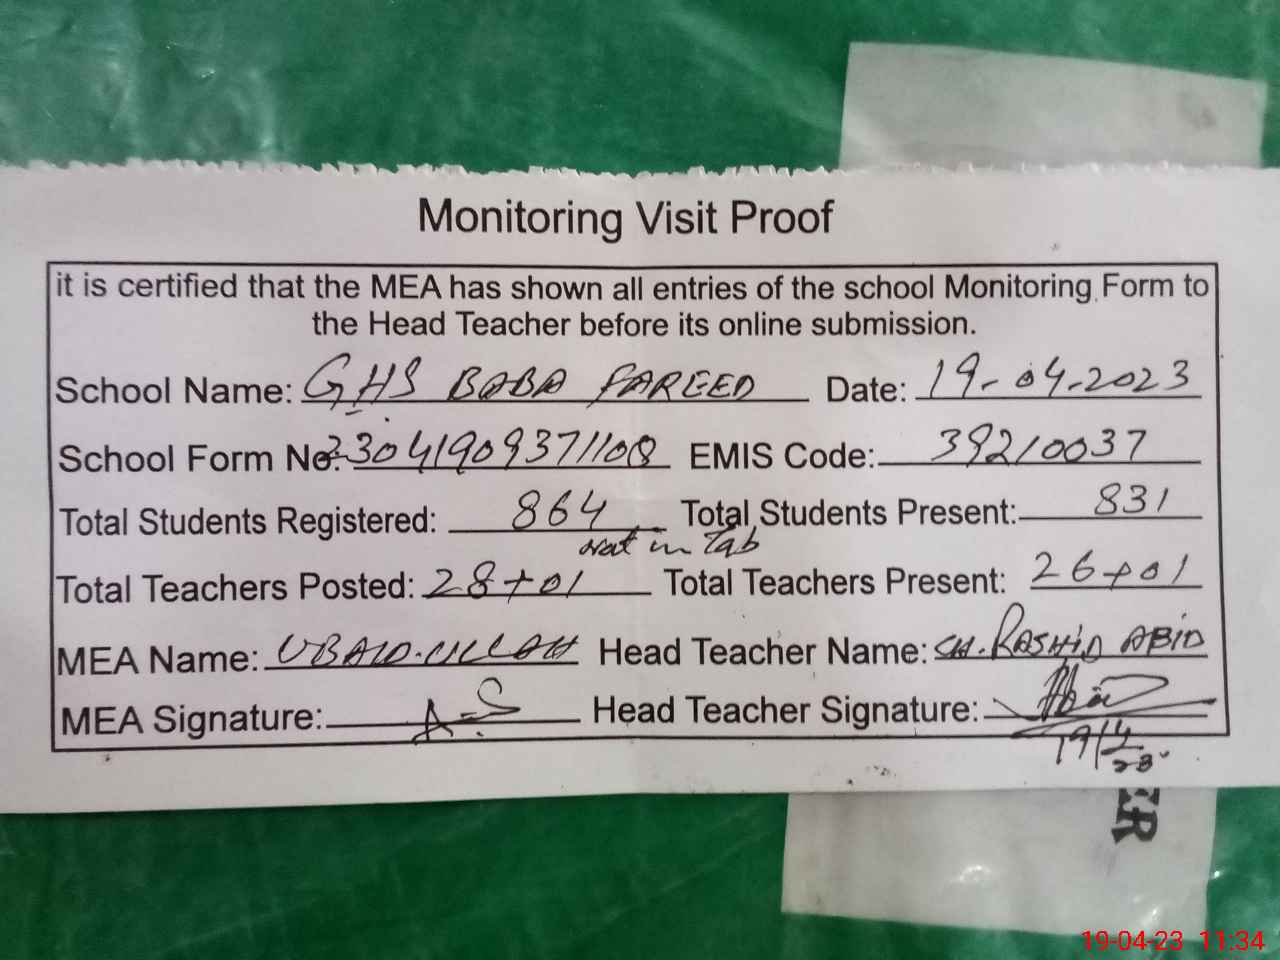 Monitoring Visit Proof
it is certified that the MEA has shown all entries of the school Monitoring Form to
the Head Teacher before its online submission.
School Name: GHS BABA FAREED Date: 19-04-2023
School Form No: EMIS Code: 39210037
Total Students Registered: 864 Total Students Present: 831
not in Tab
Total Teachers Posted: 28+01 Total Teachers Present: 26+01
MEA Name: UBAID-ULLAH Head Teacher Name: CH. RASHID ABID
MEA Signature: Head Teacher Signature:
19/4
23
ER
19-04-23 11:34